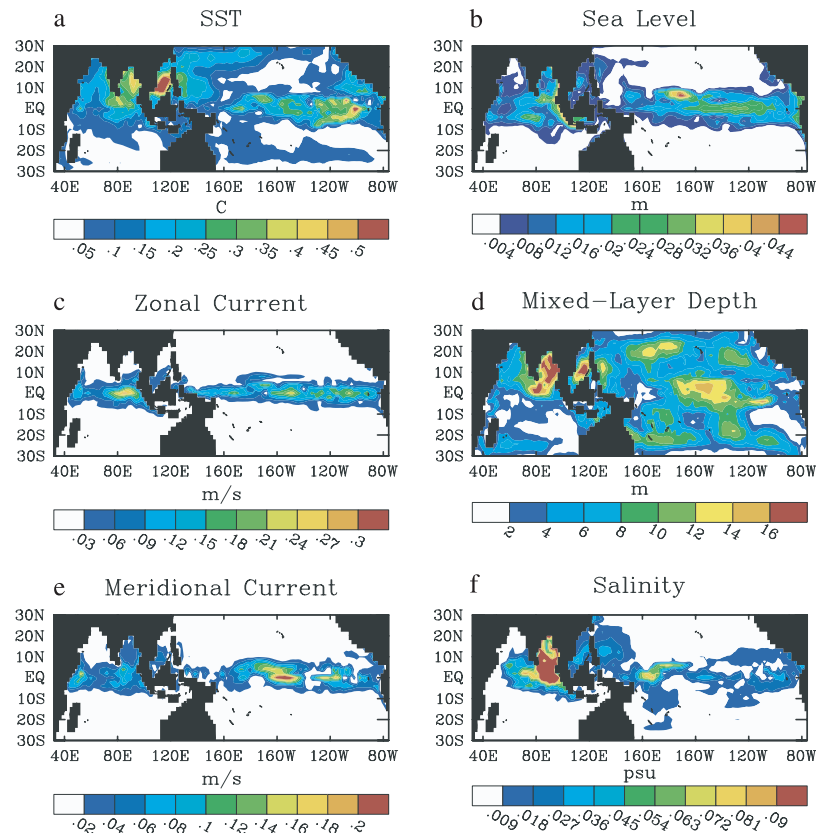 a SST
30N
20N
10N
EQ
10S
20S
30S
40E 80E 120E 160E 160W 120W 80W
C
.05 .1 .15 .2 .25 .3 .35 .4 .45 .5
b Sea Level
30N
20N
10N
EQ
10S
20S
30S
40E 80E 120E 160E 160W 120W 80W
m
.004 .008 .012 .016 .02 .024 .028 .032 .036 .04 .044
c Zonal Current
30N
20N
10N
EQ
10S
20S
30S
40E 80E 120E 160E 160W 120W 80W
m/s
.03 .06 .09 .12 .15 .18 .21 .24 .27 .3
d Mixed-Layer Depth
30N
20N
10N
EQ
10S
20S
30S
40E 80E 120E 160E 160W 120W 80W
m
2 4 6 8 10 12 14 16
e Meridional Current
30N
20N
10N
EQ
10S
20S
30S
40E 80E 120E 160E 160W 120W 80W
m/s
.02 .04 .06 .08 .1 .12 .14 .16 .18 .2
f Salinity
30N
20N
10N
EQ
10S
20S
30S
40E 80E 120E 160E 160W 120W 80W
psu
.009 .018 .027 .036 .045 .054 .063 .072 .081 .09